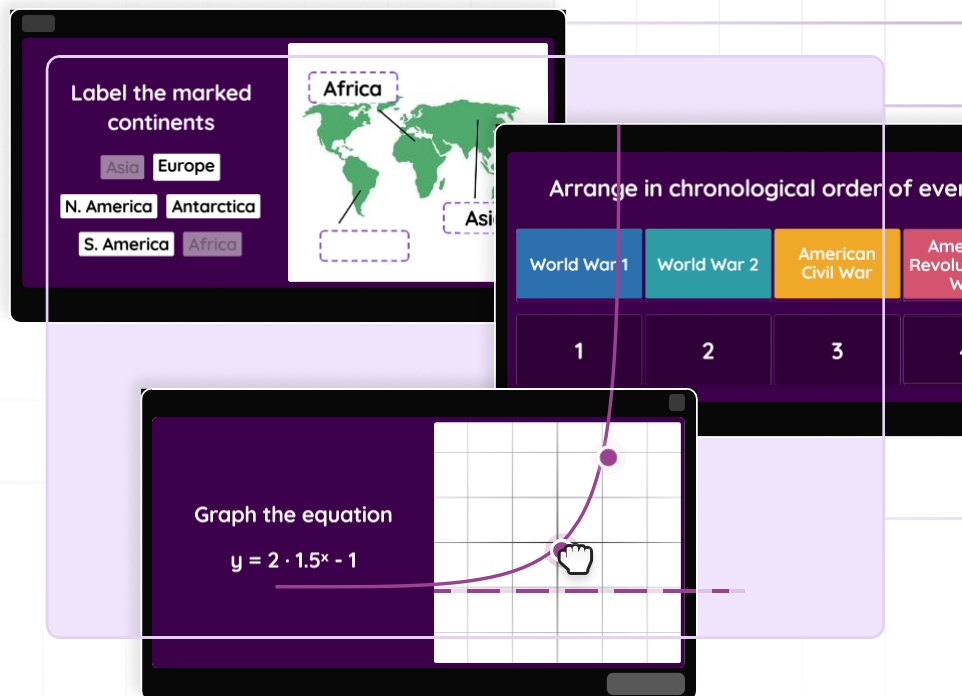 Label the marked
continents
Asia
Europe
N. America
Antarctica
S. America
Africa
Africa
Asi
Arrange in chronological order of
World War 1
World War 2
American
Civil War
1
2
3
Graph the equation
y = 2 · 1.5ˣ - 1